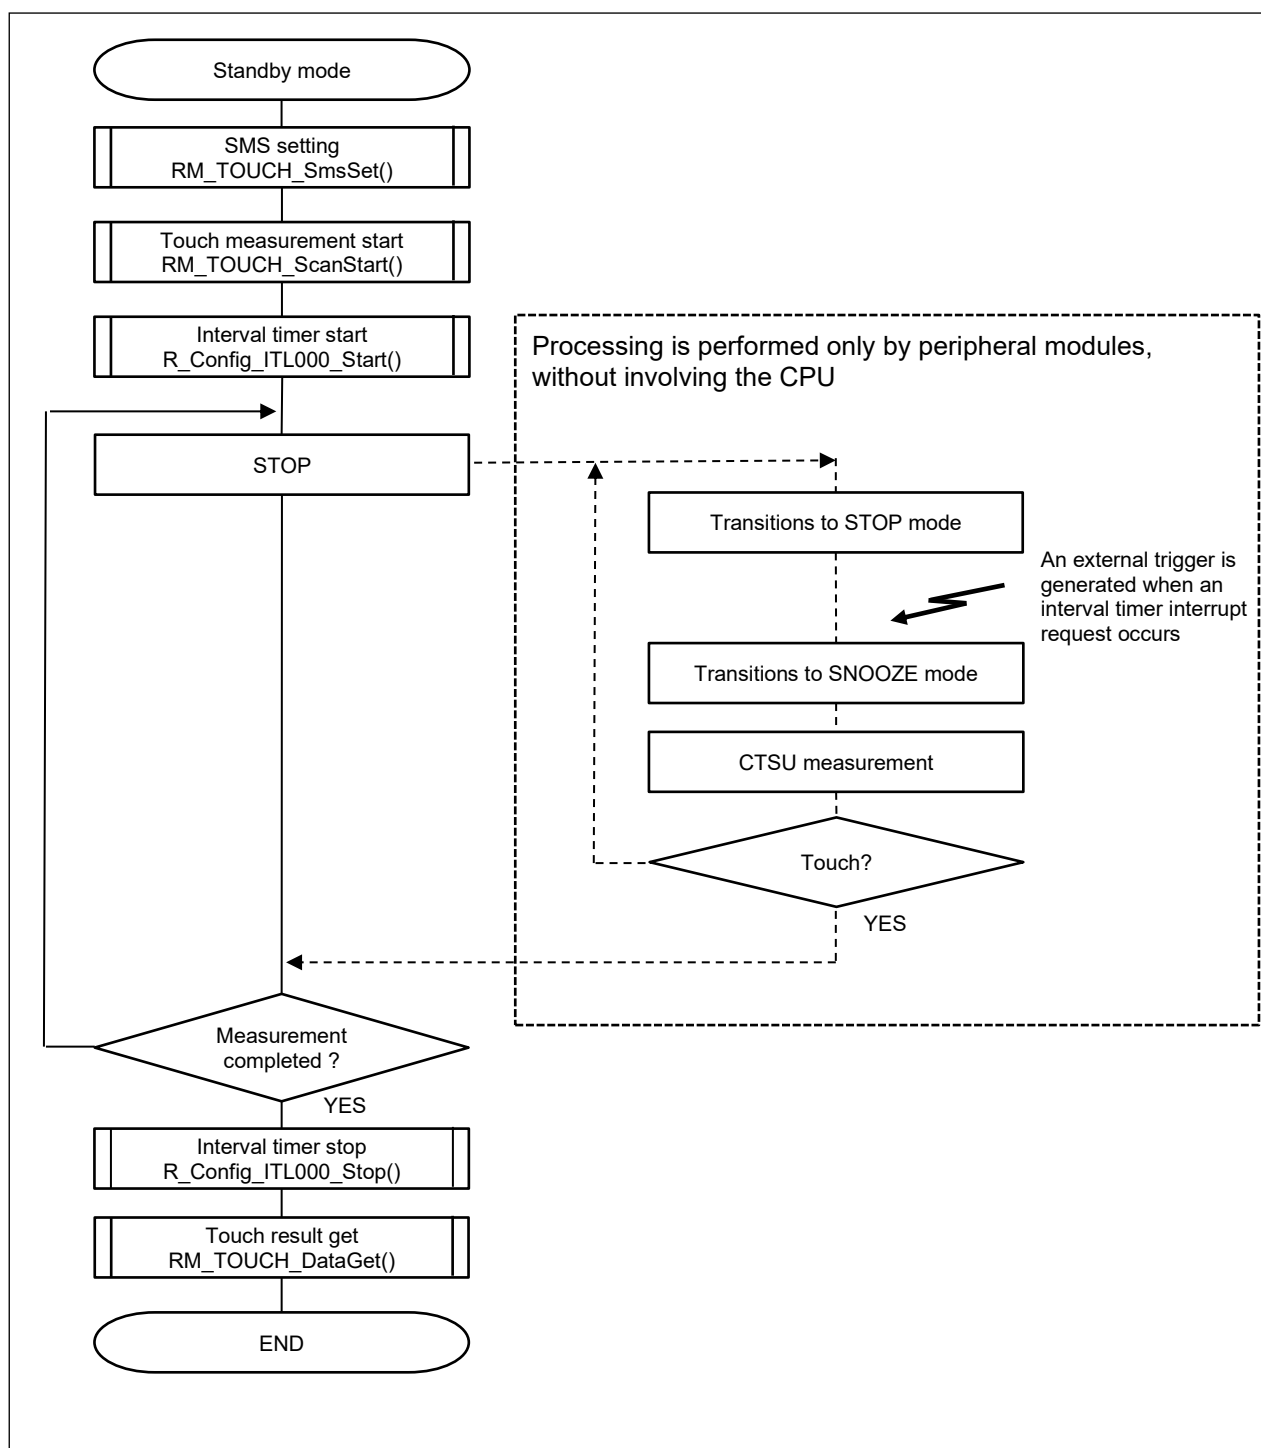 Standby mode
SMS setting
RM_TOUCH_SmsSet()
Touch measurement start
RM_TOUCH_ScanStart()
Interval timer start
R_Config_ITL000_Start()
Processing is performed only by peripheral modules,
without involving the CPU
STOP
Transitions to STOP mode
An external trigger is
generated when an
interval timer interrupt
request occurs
Transitions to SNOOZE mode
CTSU measurement
Touch?
YES
Measurement
completed ?
YES
Interval timer stop
R_Config_ITL000_Stop()
Touch result get
RM_TOUCH_DataGet()
END